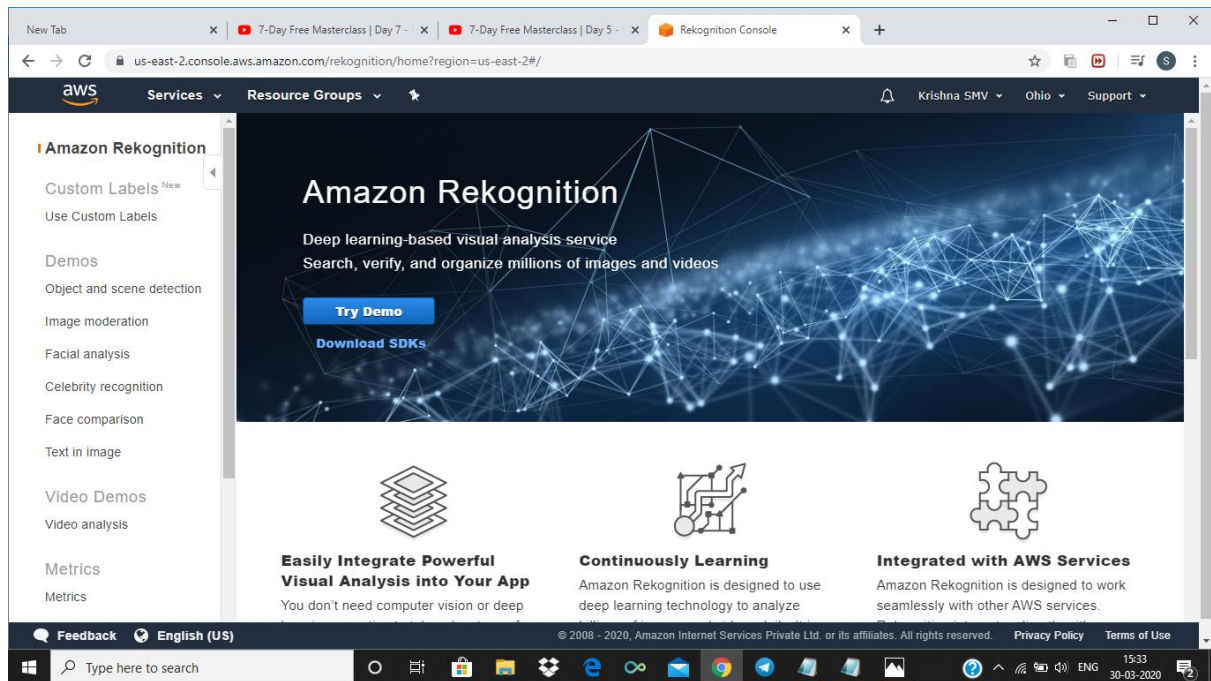 New Tab
7-Day Free Masterclass | Day 7 -
7-Day Free Masterclass | Day 5 -
Rekognition Console
us-east-2.console.aws.amazon.com/rekognition/home?region=us-east-2#/
S
aws
Services
Resource Groups
Krishna SMV
Ohio
Support
Amazon Rekognition
Custom Labels New
Use Custom Labels
Demos
Object and scene detection
Image moderation
Facial analysis
Celebrity recognition
Face comparison
Text in image
Video Demos
Video analysis
Metrics
Metrics
Amazon Rekognition
Deep learning-based visual analysis service
Search, verify, and organize millions of images and videos
Try Demo
Download SDKs
Easily Integrate Powerful
Visual Analysis into Your App
You don't need computer vision or deep
Continuously Learning
Amazon Rekognition is designed to use
deep learning technology to analyze
Integrated with AWS Services
Amazon Rekognition is designed to work
seamlessly with other AWS services.
Feedback
English (US)
© 2008 - 2020, Amazon Internet Services Private Ltd. or its affiliates. All rights reserved.
Privacy Policy
Terms of Use
Type here to search
ENG
15:33
30-03-2020
2